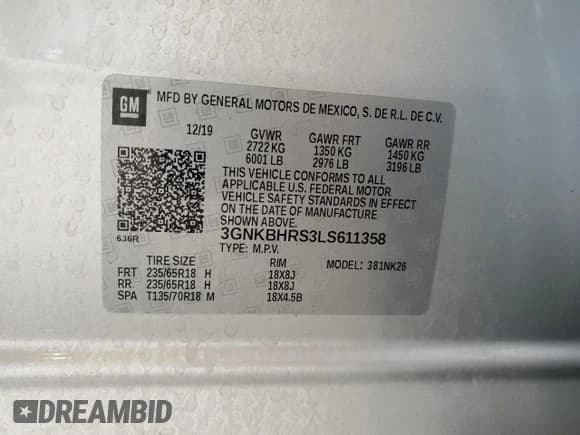 GM
MFD BY GENERAL MOTORS DE MEXICO, S. DE R.L. DE C.V.
12/19 GVWR GAWR FRT GAWR RR
2722 KG 1350 KG 1450 KG
6001 LB 2976 LB 3196 LB
THIS VEHICLE CONFORMS TO ALL
APPLICABLE U.S. FEDERAL MOTOR
VEHICLE SAFETY STANDARDS IN
EFFECT ON THE DATE OF
MANUFACTURE SHOWN ABOVE.
636R 3GNKBHRS3LS611358
TYPE: M.P.V. MODEL: 381NK26
TIRE SIZE RIM
FRT 235/65R18 H 18X8J
RR 235/65R18 H 18X8J
SPA T135/70R18 M 18X4.5B
DREAMBID